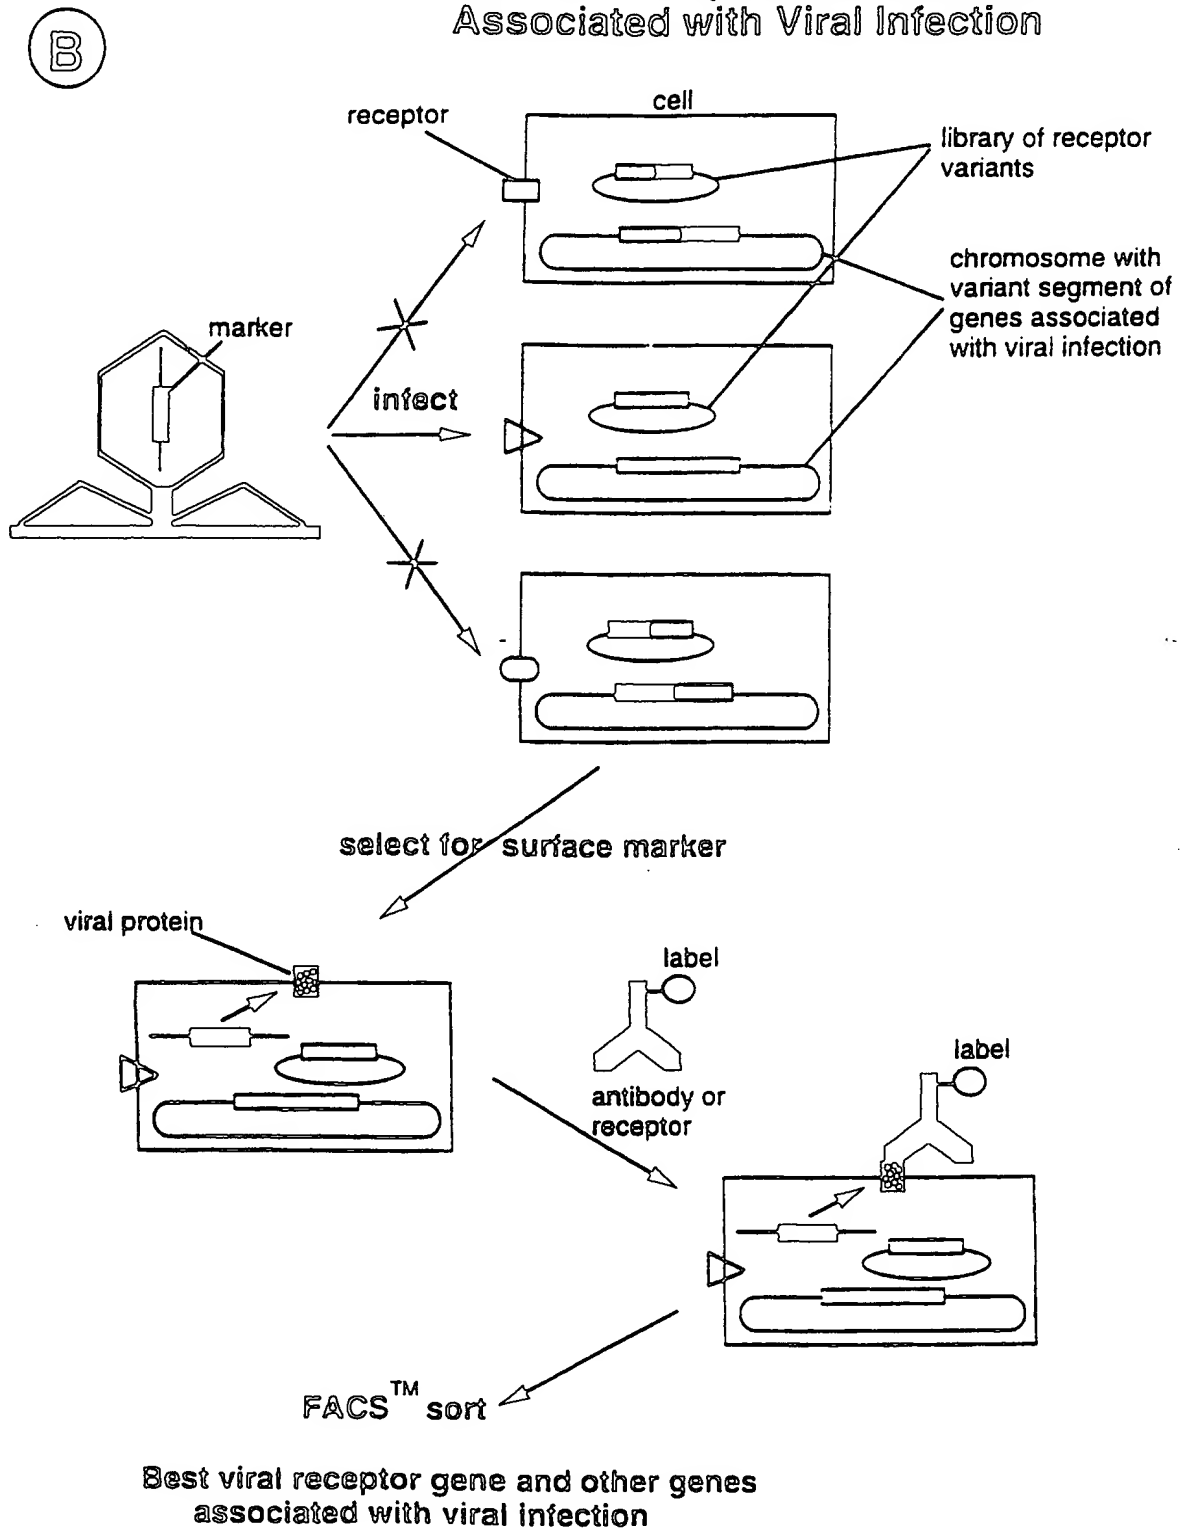 B
Associated with Viral Infection
cell
receptor
library of receptor
variants
chromosome with
variant segment of
genes associated
with viral infection
marker
infect
select for surface marker
viral protein
label
antibody or
receptor
label
FACS™ sort
Best viral receptor gene and other genes
associated with viral infection